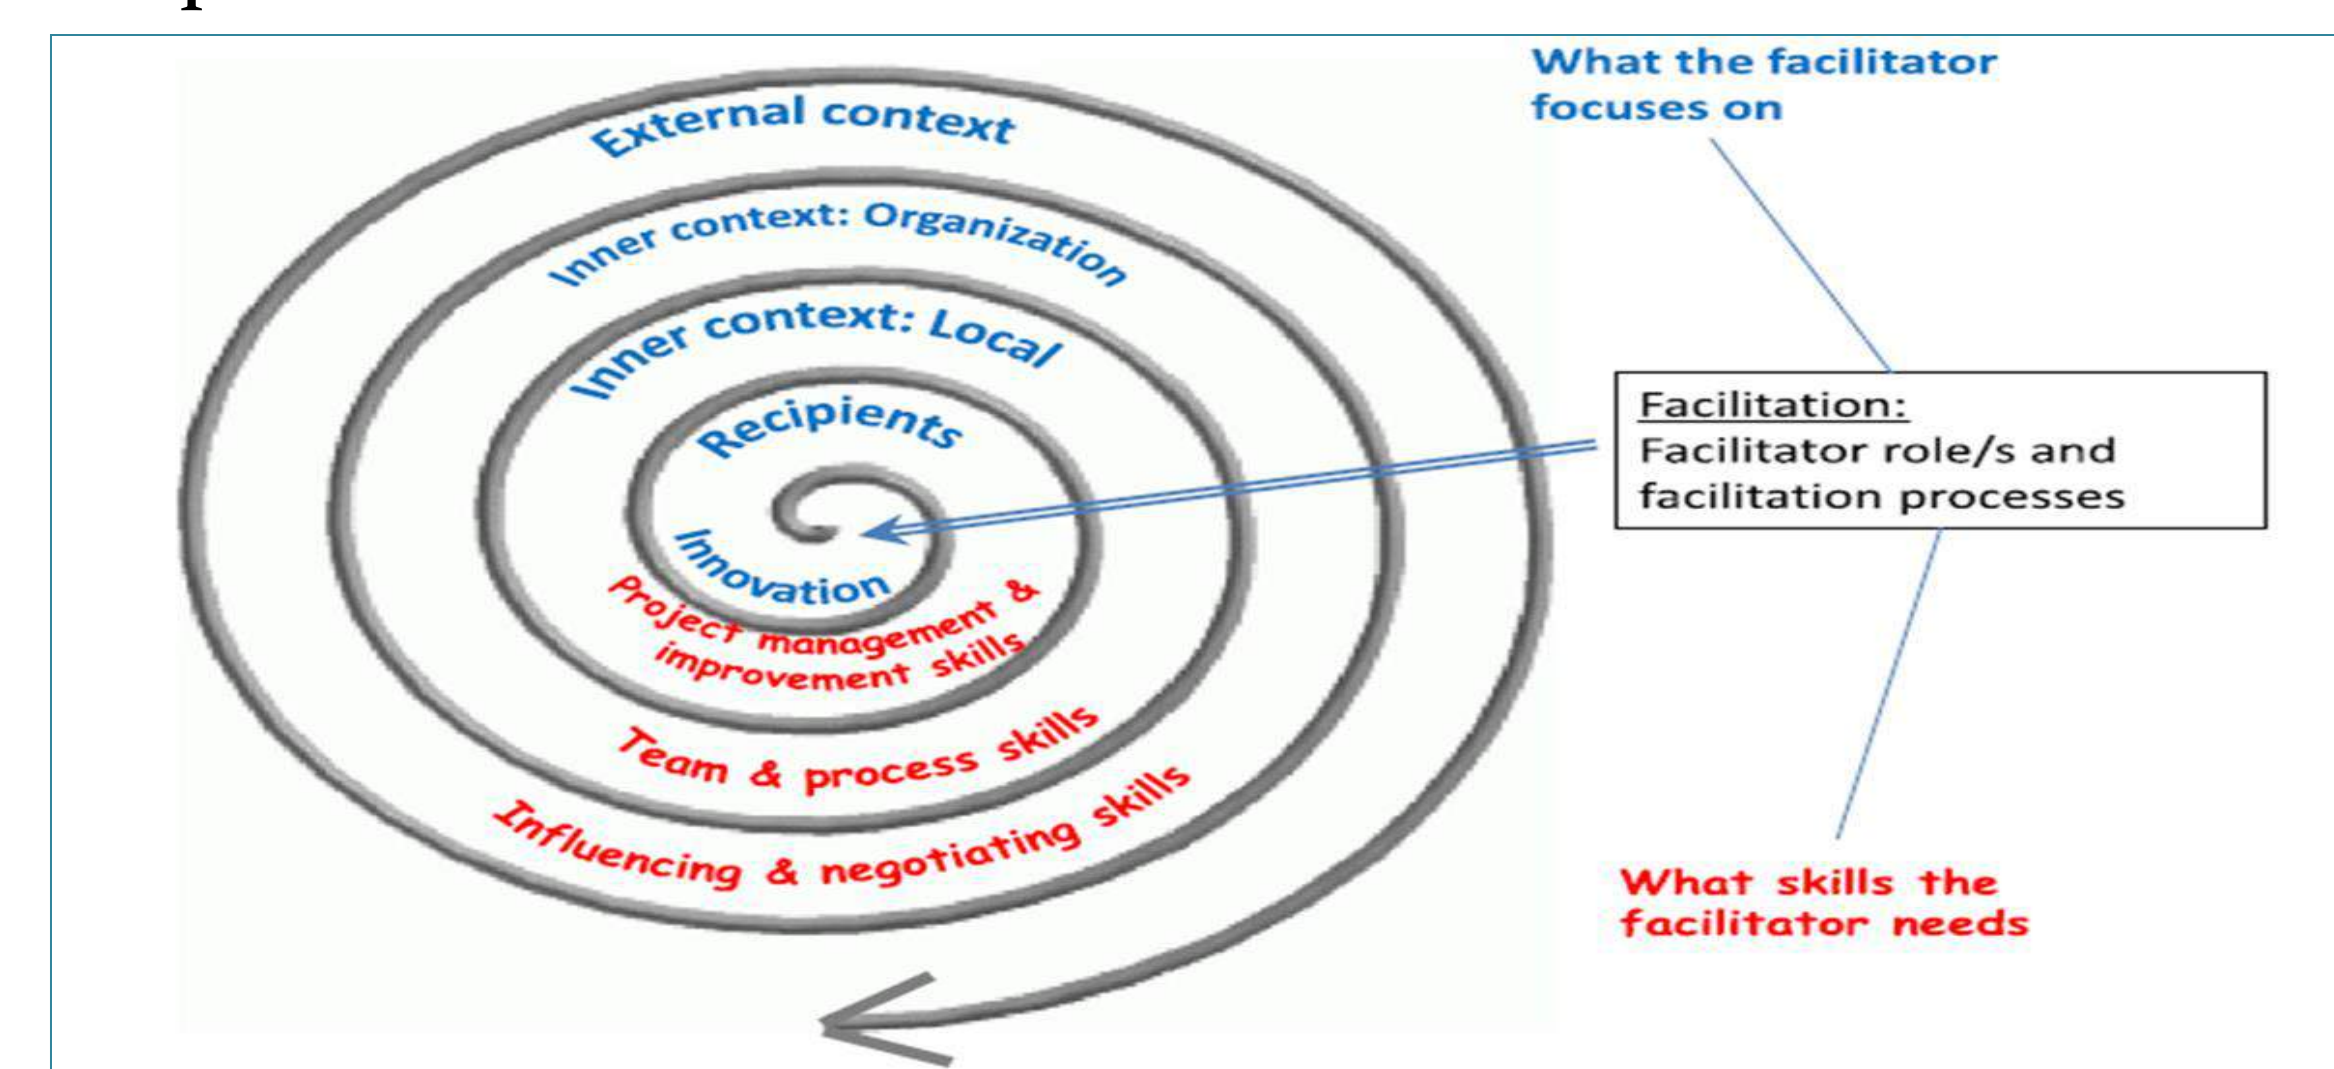 External context
Inner context: Organization
Inner context: Local
Recipients
Innovation
Project management &
improvement skills
Team & process skills
Influencing & negotiating skills
What the facilitator
focuses on
Facilitation:
Facilitator role/s and
facilitation processes
What skills the
facilitator needs